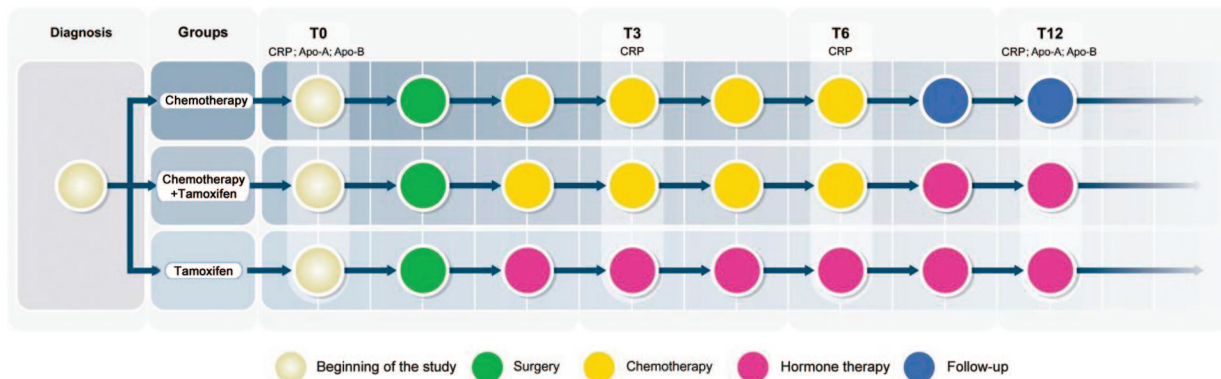 Diagnosis
Groups
T0
CRP; Apo-A; Apo-B
T3
CRP
T6
CRP
T12
CRP; Apo-A; Apo-B
Chemotherapy
Chemotherapy
+Tamoxifen
Tamoxifen
Beginning of the study
Surgery
Chemotherapy
Hormone therapy
Follow-up